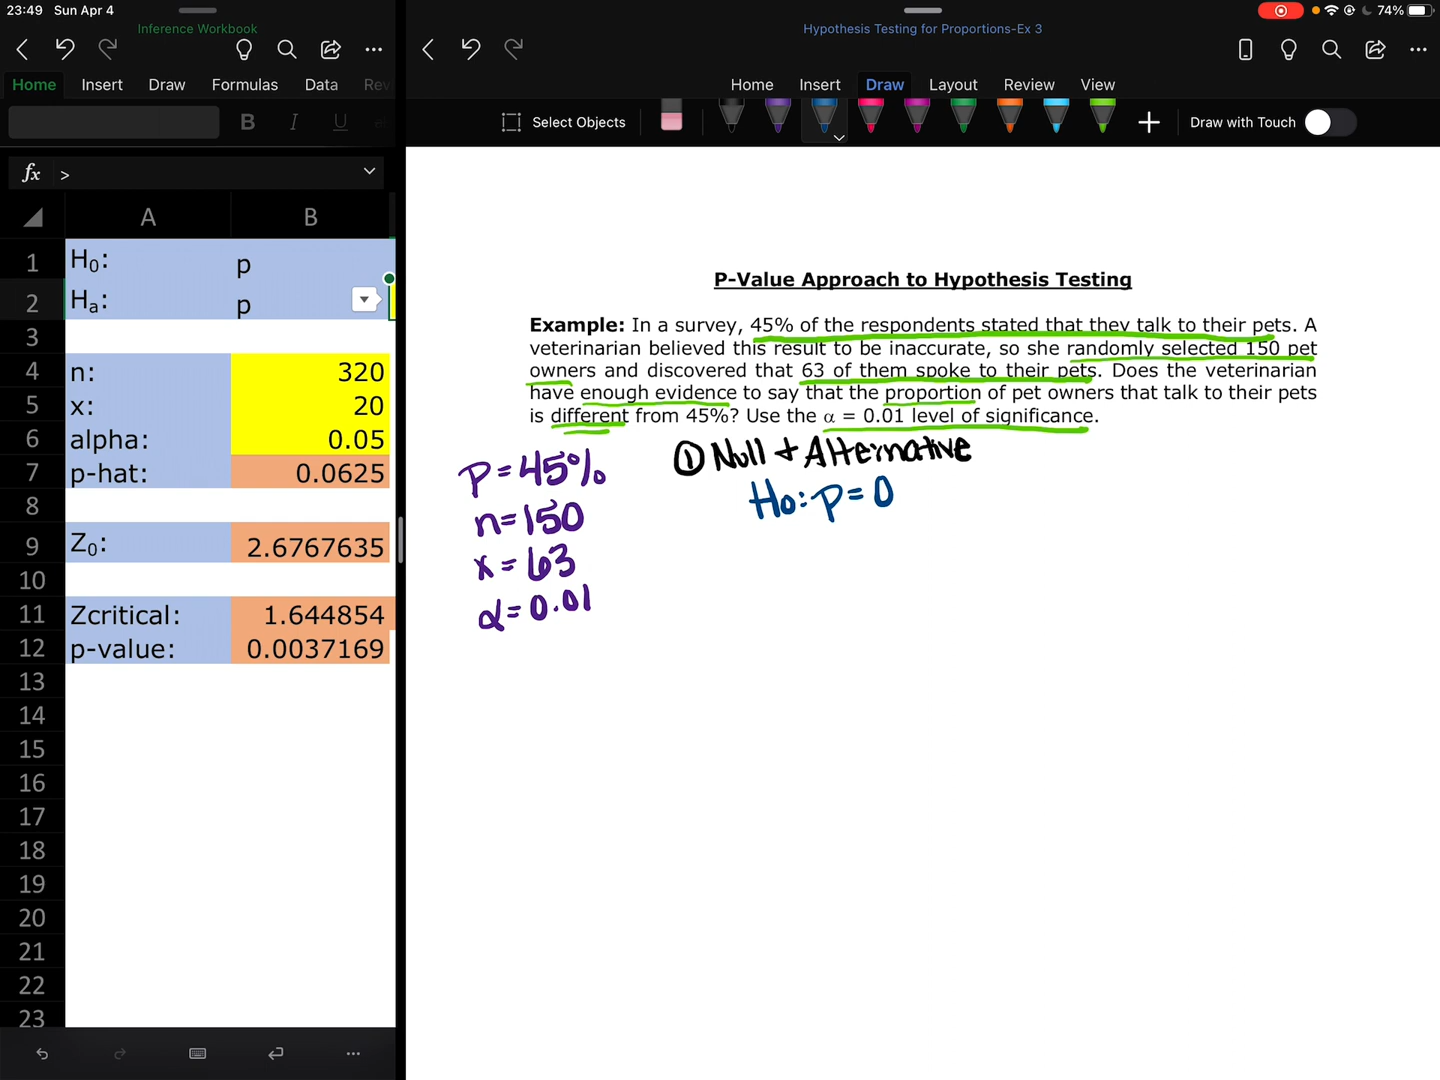 23:49 Sun Apr 4
74%
Inference Workbook
Hypothesis Testing for Proportions-Ex 3
Home Insert Draw Formulas Data Rev
Home Insert Draw Layout Review View
B I U ab
Select Objects
Draw with Touch
fx >
A B
1 H0: p
2 Ha: p
3
4 n: 320
5 x: 20
6 alpha: 0.05
7 p-hat: 0.0625
8
9 Z0: 2.6767635
10
11 Zcritical: 1.644854
12 p-value: 0.0037169
13
14
15
16
17
18
19
20
21
22
23
P-Value Approach to Hypothesis Testing
Example: In a survey, 45% of the respondents stated that they talk to their pets. A
veterinarian believed this result to be inaccurate, so she randomly selected 150 pet
owners and discovered that 63 of them spoke to their pets. Does the veterinarian
have enough evidence to say that the proportion of pet owners that talk to their pets
is different from 45%? Use the α = 0.01 level of significance.
p = 45%
n = 150
x = 63
α = 0.01
① Null + Alternative
Ho: p = 0